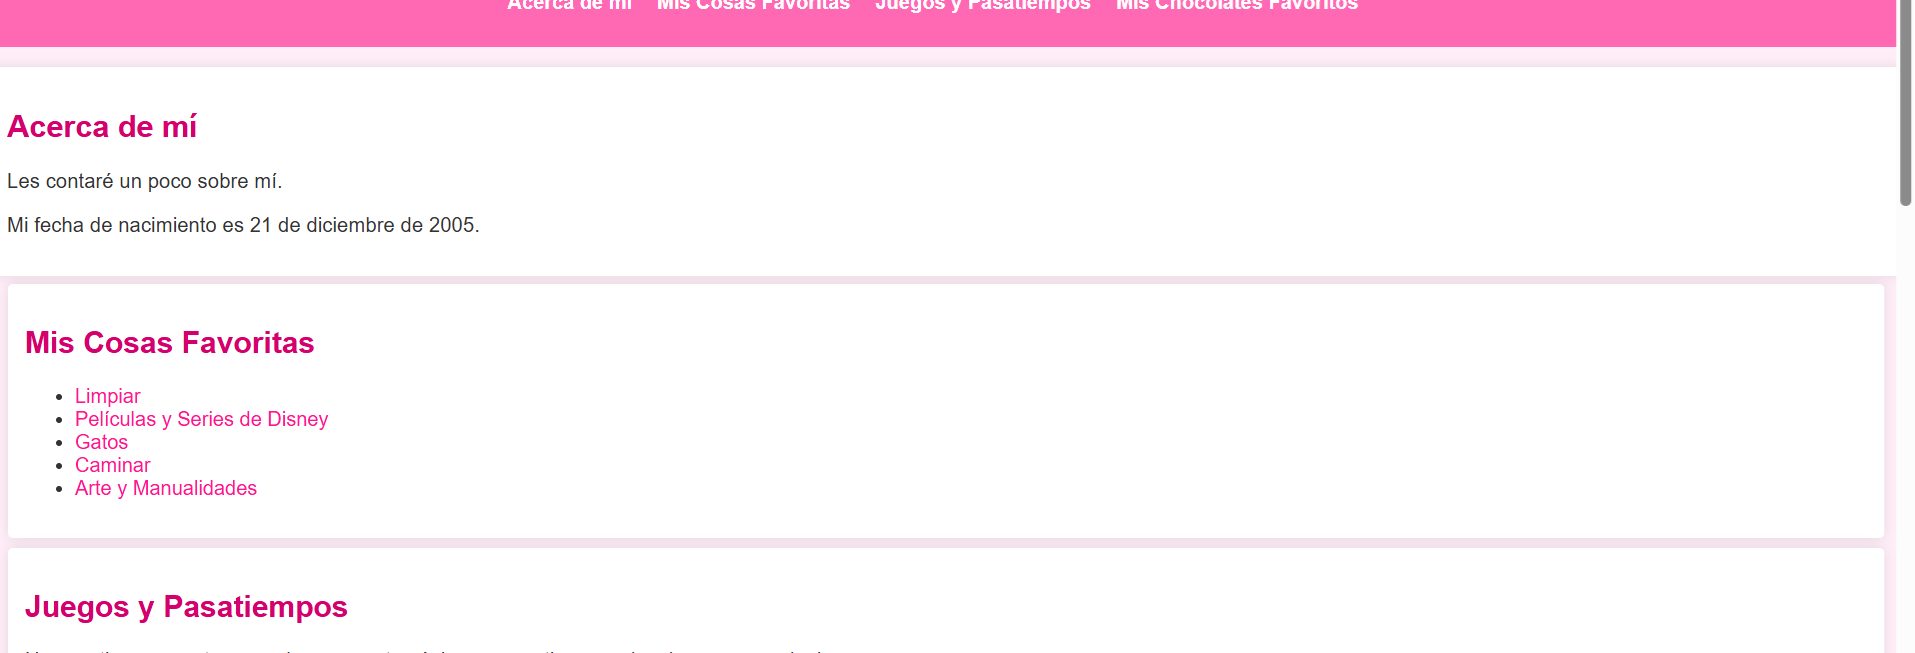 Acerca de mí Mis Cosas Favoritas Juegos y Pasatiempos Mis Chocolates Favoritos
Acerca de mí
Les contaré un poco sobre mí.
Mi fecha de nacimiento es 21 de diciembre de 2005.
Mis Cosas Favoritas
Limpiar
Películas y Series de Disney
Gatos
Caminar
Arte y Manualidades
Juegos y Pasatiempos